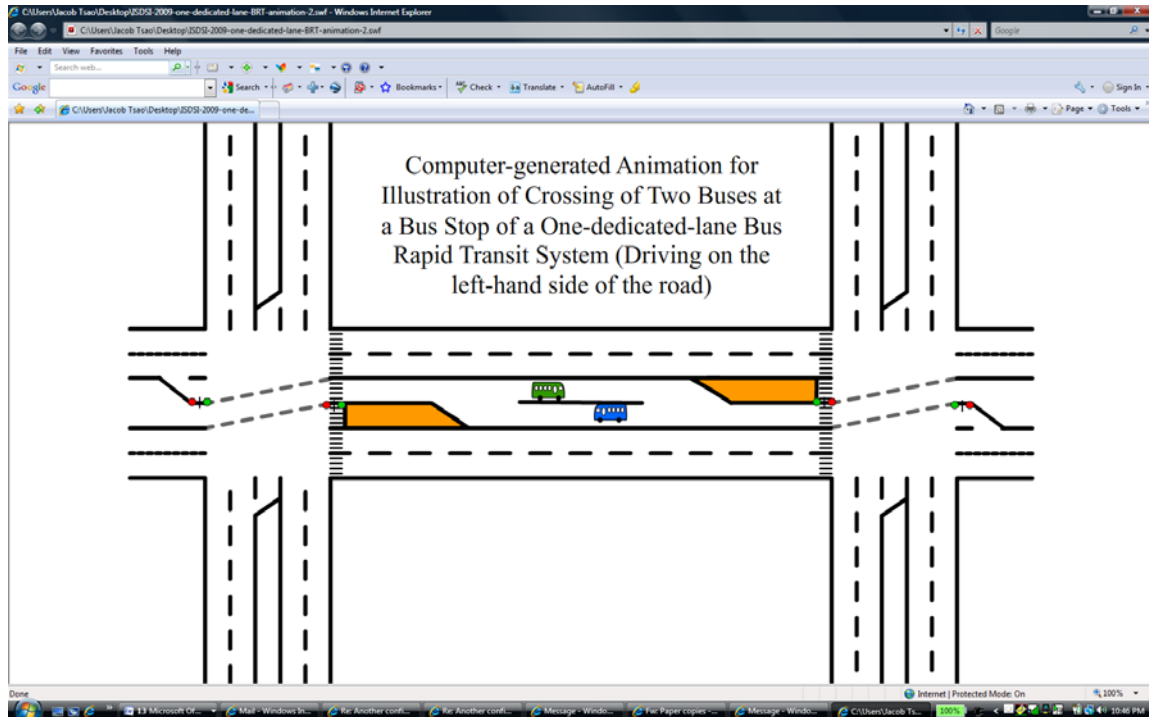 C:\Users\Jacob Tsao\Desktop\JSDSI-2009-one-dedicated-lane-BRT-animation-2.swf - Windows Internet Explorer
C:\Users\Jacob Tsao\Desktop\JSDSI-2009-one-dedicated-lane-BRT-animation-2.swf
Google
File Edit View Favorites Tools Help
Search web...
Google
Search
Bookmarks
Check
Translate
AutoFill
Sign In
C:\Users\Jacob Tsao\Desktop\JSDSI-2009-one-de...
Page
Tools
Computer-generated Animation for
Illustration of Crossing of Two Buses at
a Bus Stop of a One-dedicated-lane Bus
Rapid Transit System (Driving on the
left-hand side of the road)
Done
Internet | Protected Mode: On
100%
13 Microsoft Of...
Mail - Windows In...
Re: Another confi...
Re: Another confi...
Message - Windo...
Fw: Paper copies -...
Message - Windo...
C:\Users\Jacob Ts...
100%
10:46 PM